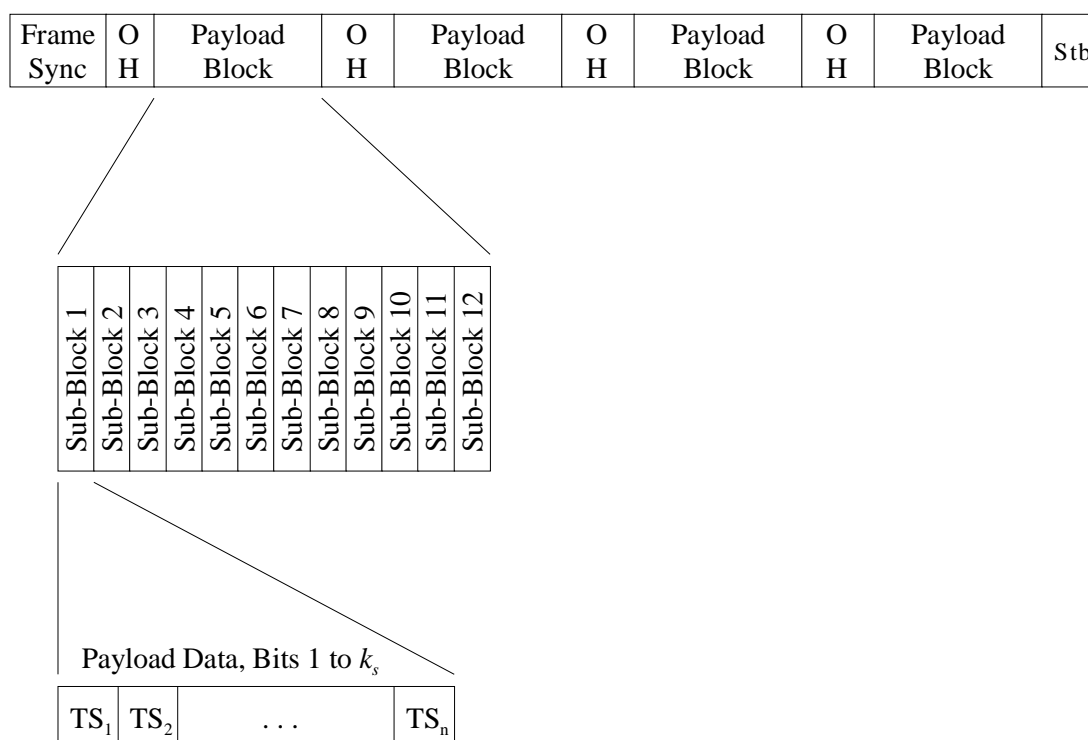 Frame Sync
O H
Payload Block
O H
Payload Block
O H
Payload Block
O H
Payload Block
Stb
Sub-Block 1
Sub-Block 2
Sub-Block 3
Sub-Block 4
Sub-Block 5
Sub-Block 6
Sub-Block 7
Sub-Block 8
Sub-Block 9
Sub-Block 10
Sub-Block 11
Sub-Block 12
Payload Data, Bits 1 to kₛ
TS₁ TS₂ . . . TSₙ